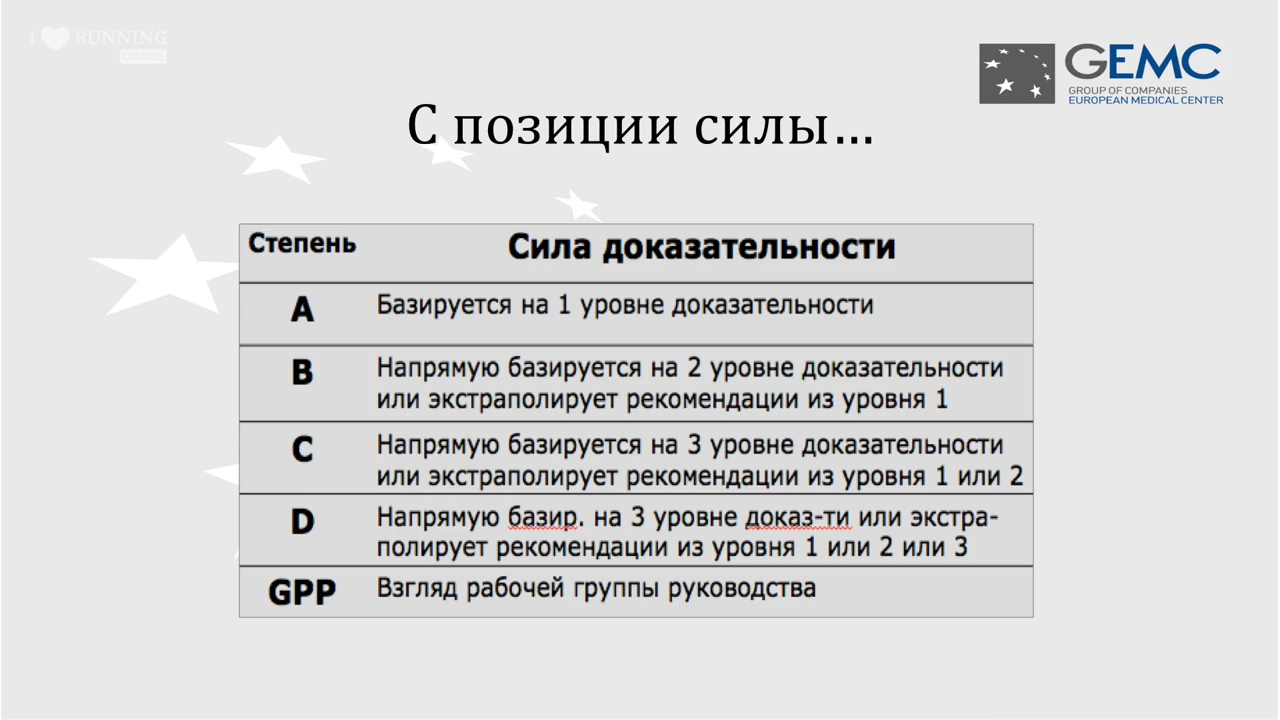 I RUNNING
CHANNEL
GEMC
GROUP OF COMPANIES
EUROPEAN MEDICAL CENTER
С позиции силы…
Степень Сила доказательности
A Базируется на 1 уровне доказательности
B Напрямую базируется на 2 уровне доказательности
или экстраполирует рекомендации из уровня 1
C Напрямую базируется на 3 уровне доказательности
или экстраполирует рекомендации из уровня 1 или 2
D Напрямую базир. на 3 уровне доказ-ти или экстра-
полирует рекомендации из уровня 1 или 2 или 3
GPP Взгляд рабочей группы руководства